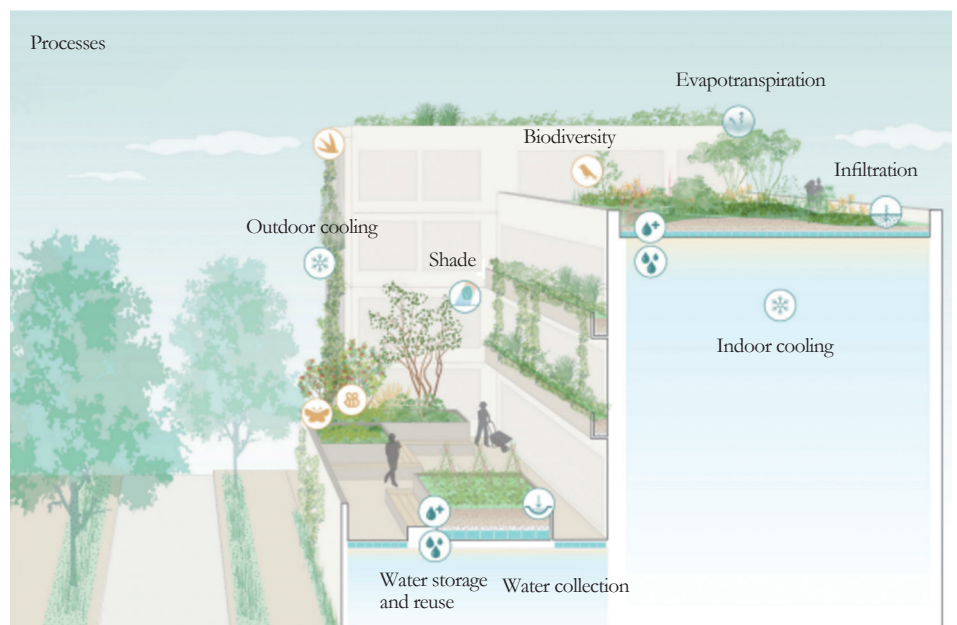 Processes
Evapotranspiration
Biodiversity
Infiltration
Outdoor cooling
Shade
Indoor cooling
Water storage
and reuse
Water collection